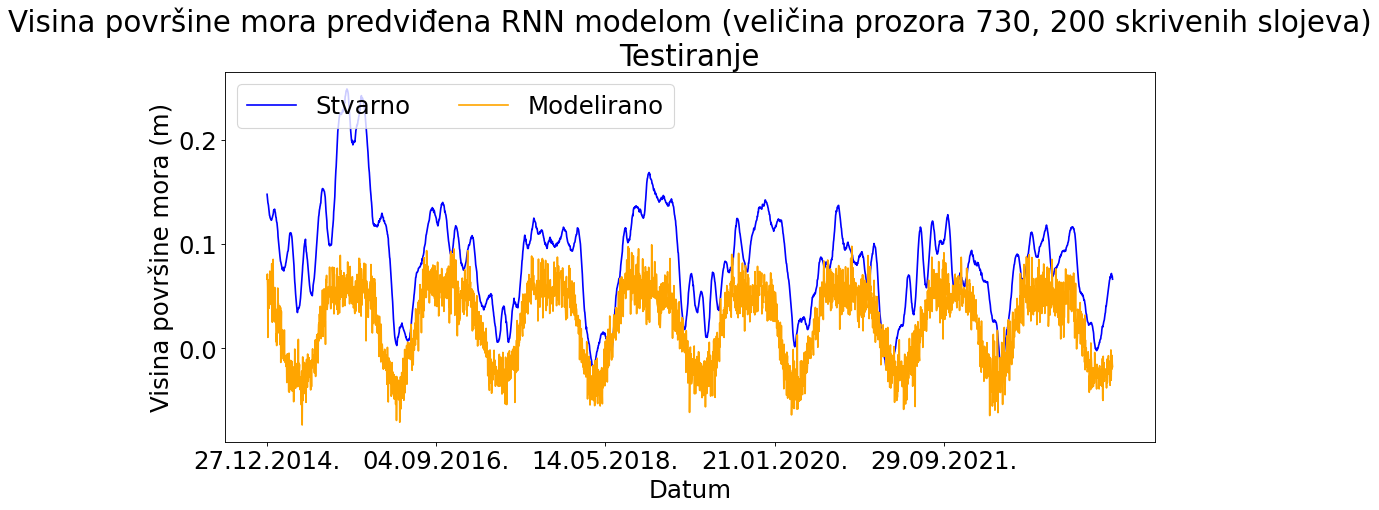 Visina površine mora predviđena RNN modelom (veličina prozora 730, 200 skrivenih slojeva)
Testiranje
Stvarno
Modelirano
Visina površine mora (m)
0.2
0.1
0.0
27.12.2014.
04.09.2016.
14.05.2018.
21.01.2020.
29.09.2021.
Datum